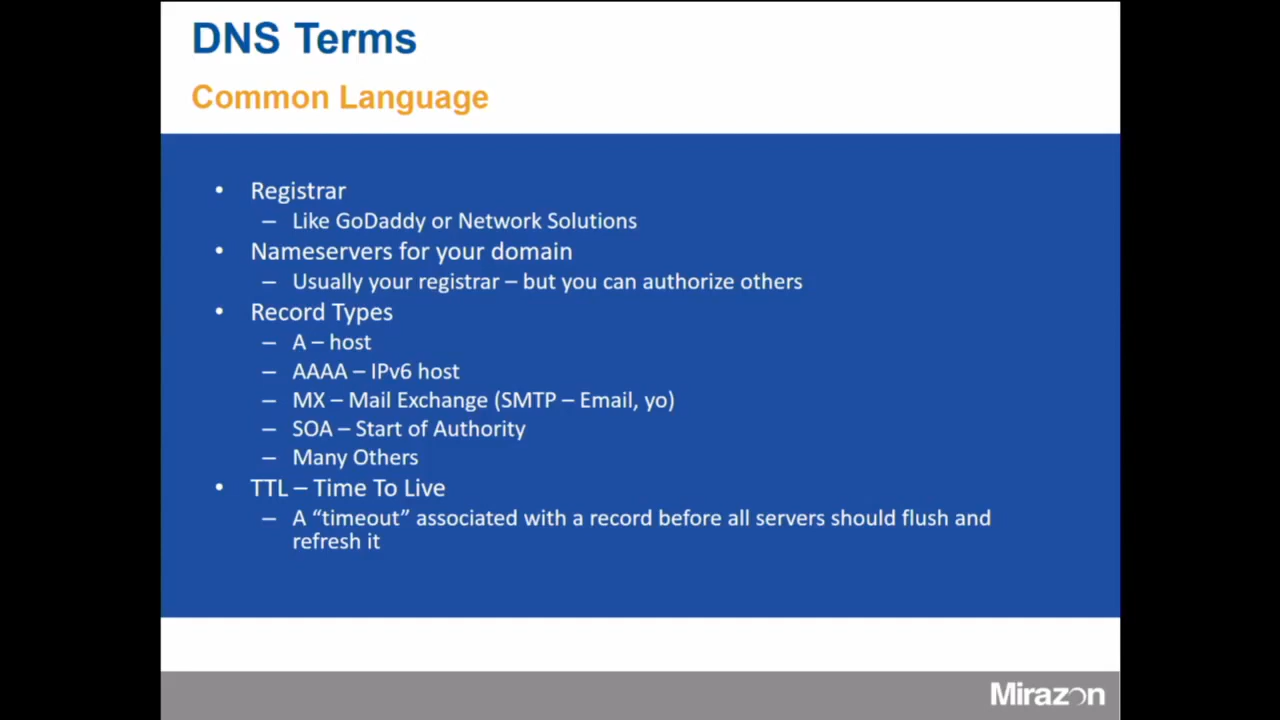 DNS Terms
Common Language
• Registrar
– Like GoDaddy or Network Solutions
• Nameservers for your domain
– Usually your registrar – but you can authorize others
• Record Types
– A – host
– AAAA – IPv6 host
– MX – Mail Exchange (SMTP – Email, yo)
– SOA – Start of Authority
– Many Others
• TTL – Time To Live
– A “timeout” associated with a record before all servers should flush and
refresh it
Mirazon